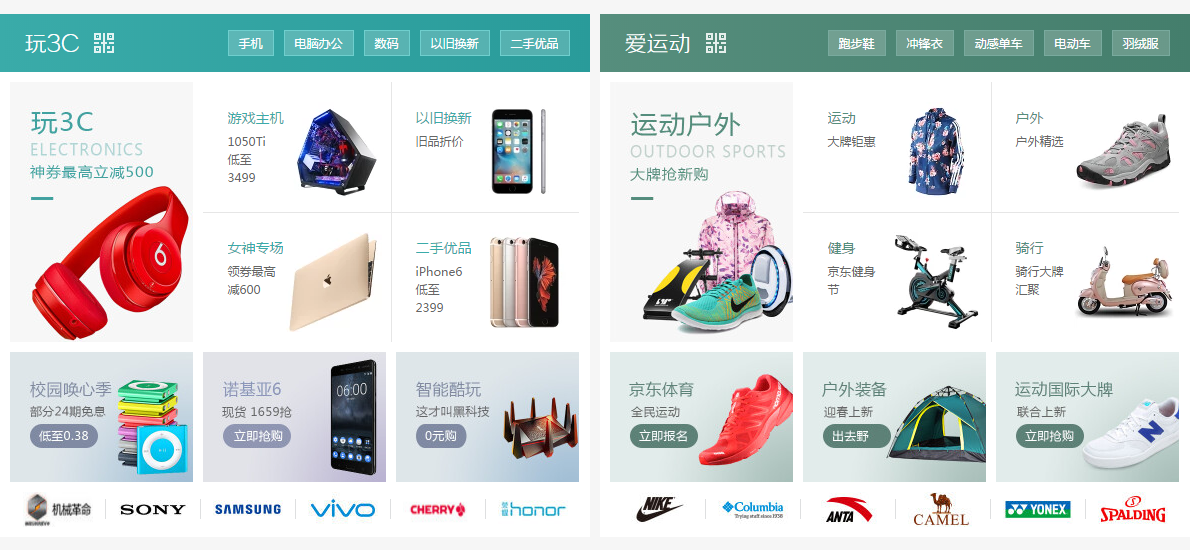 玩3C
手机
电脑办公
数码
以旧换新
二手优品
玩3C
ELECTRONICS
神券最高立减500
游戏主机
1050Ti
低至
3499
以旧换新
旧品折价
女神专场
领券最高
减600
二手优品
iPhone6
低至
2399
校园唤心季
部分24期免息
低至0.38
诺基亚6
现货 1659抢
立即抢购
06:00
智能酷玩
这才叫黑科技
0元购
机械革命
SONY
SAMSUNG
vivo
CHERRY
荣耀 honor
爱运动
跑步鞋
冲锋衣
动感单车
电动车
羽绒服
运动户外
OUTDOOR SPORTS
大牌抢新购
运动
大牌钜惠
户外
户外精选
健身
京东健身
节
骑行
骑行大牌
汇聚
京东体育
全民运动
立即报名
户外装备
迎春上新
出去野
运动国际大牌
联合上新
立即抢购
N
NIKE
Columbia
Trying stuff since 1938
ANTA
CAMEL
YY YONEX
SPALDING